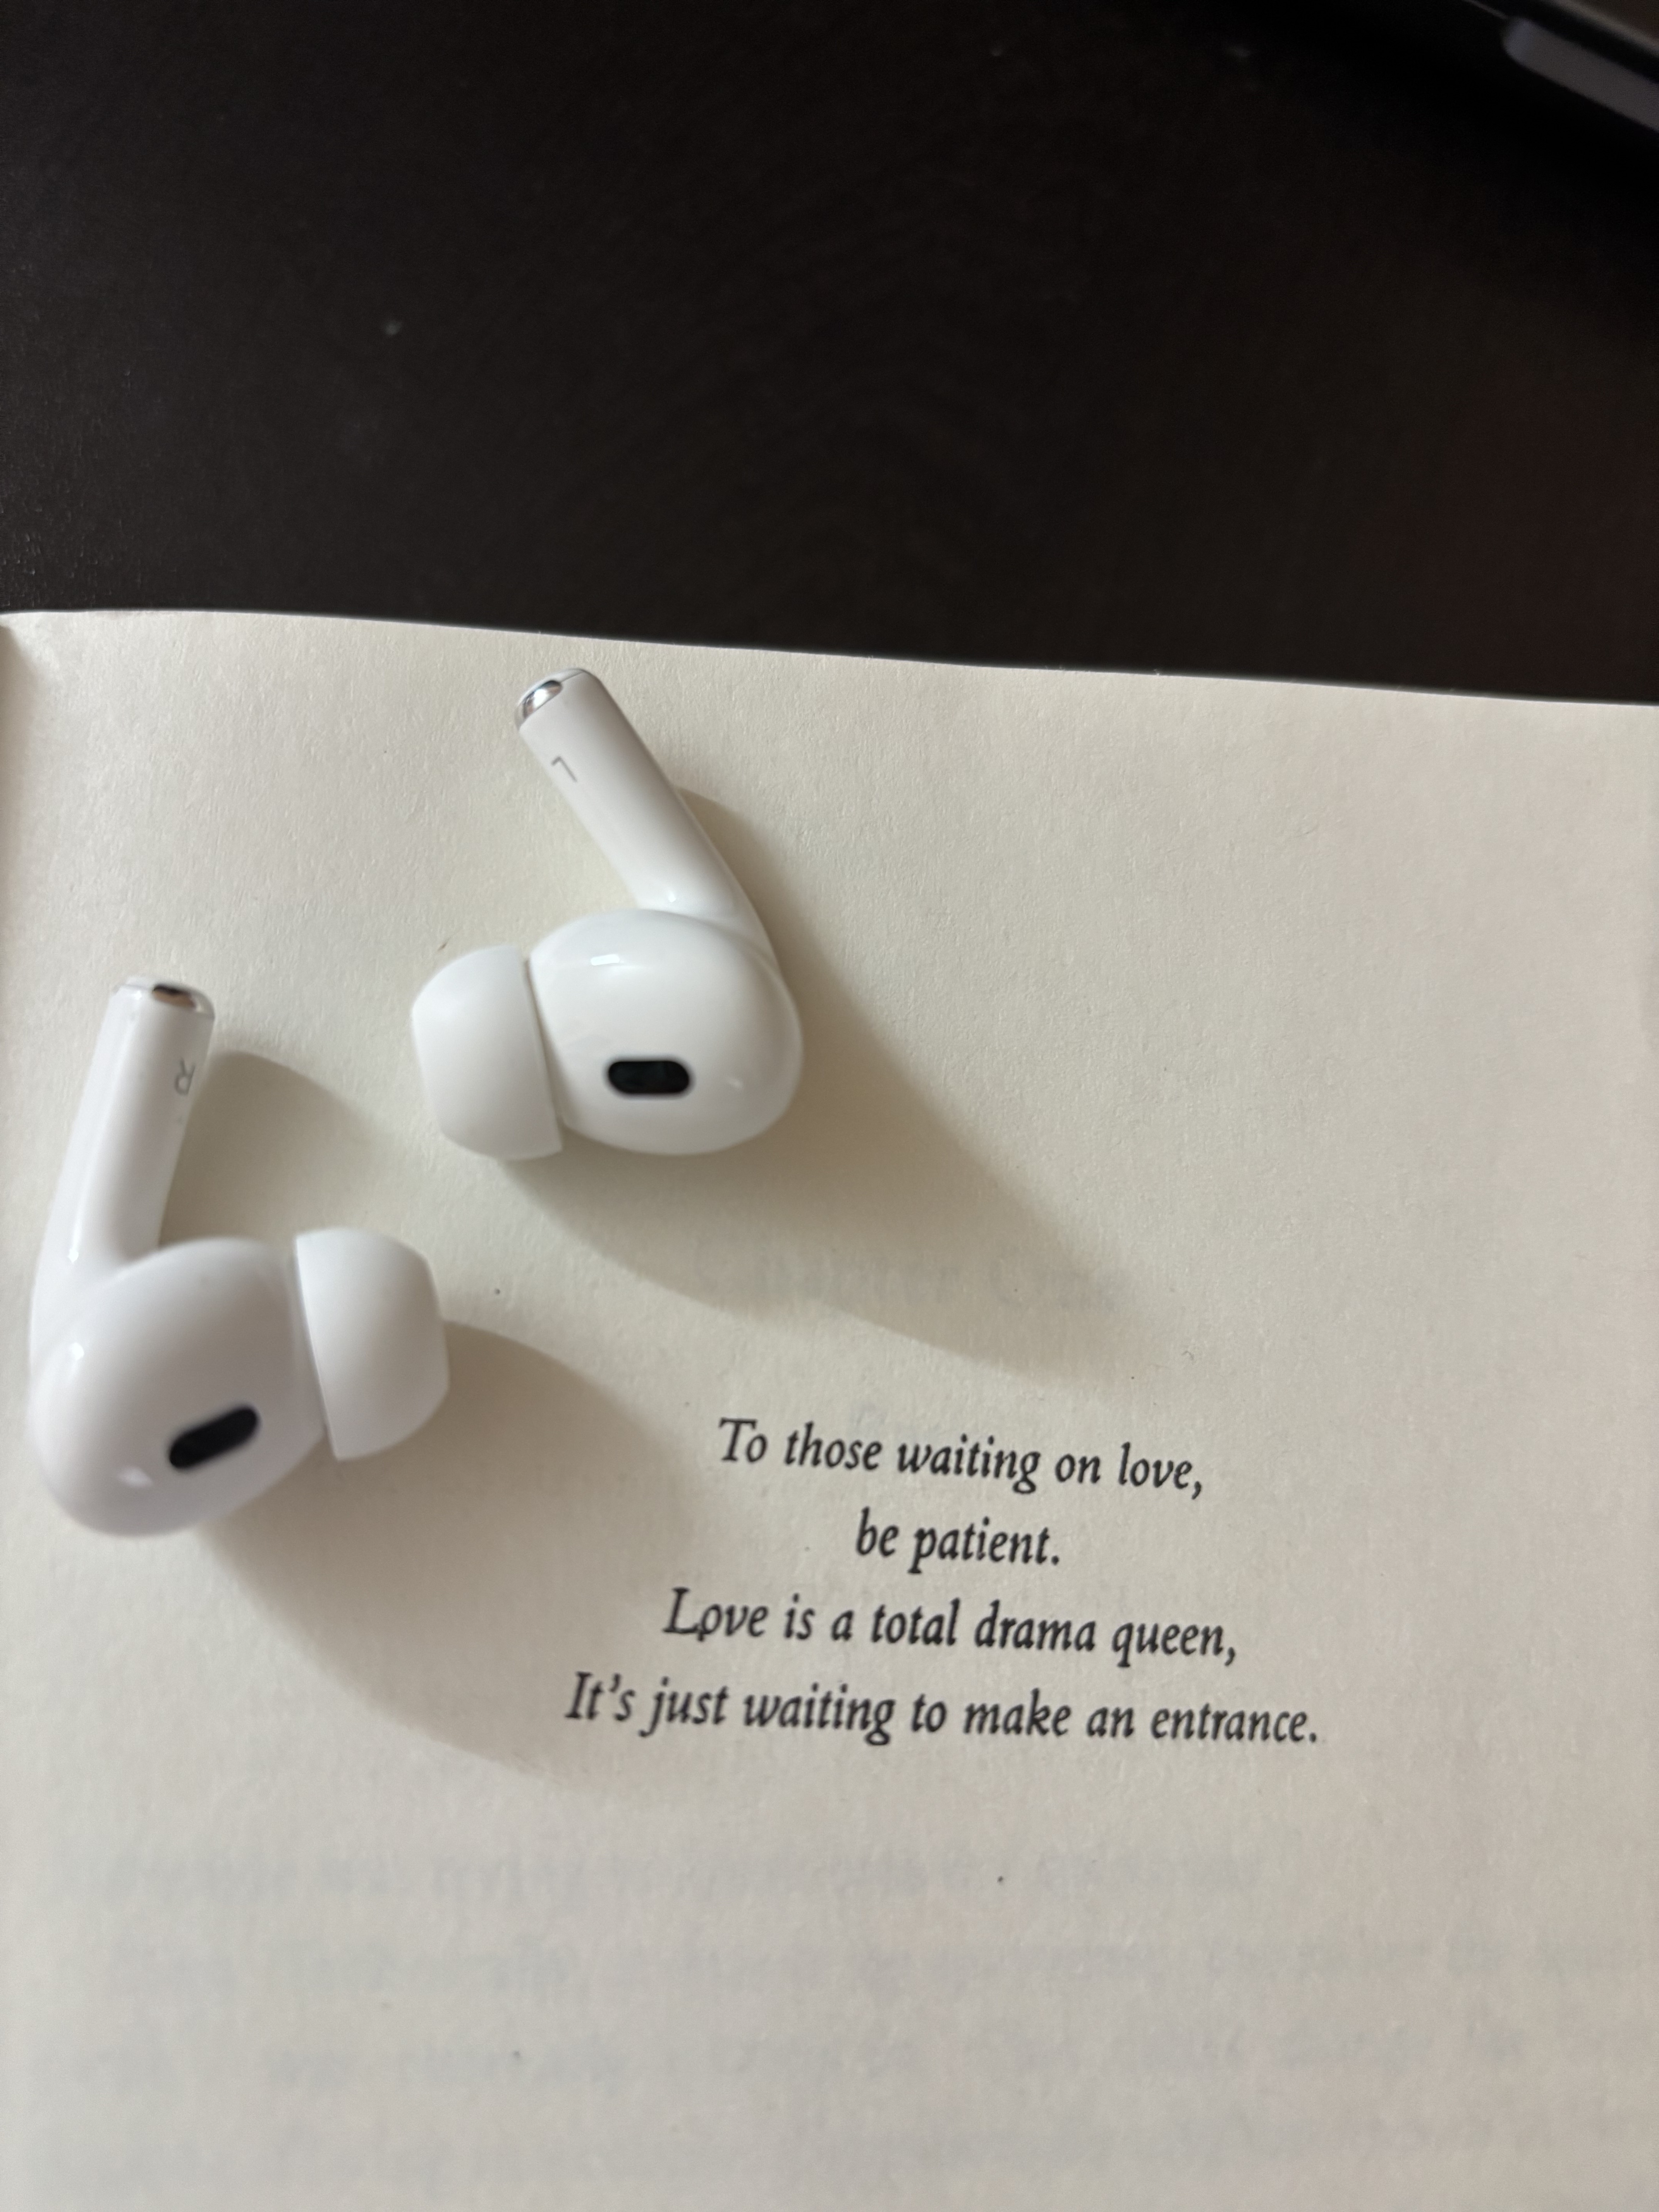 L
R
To those waiting on love,
be patient.
Love is a total drama queen,
It's just waiting to make an entrance.